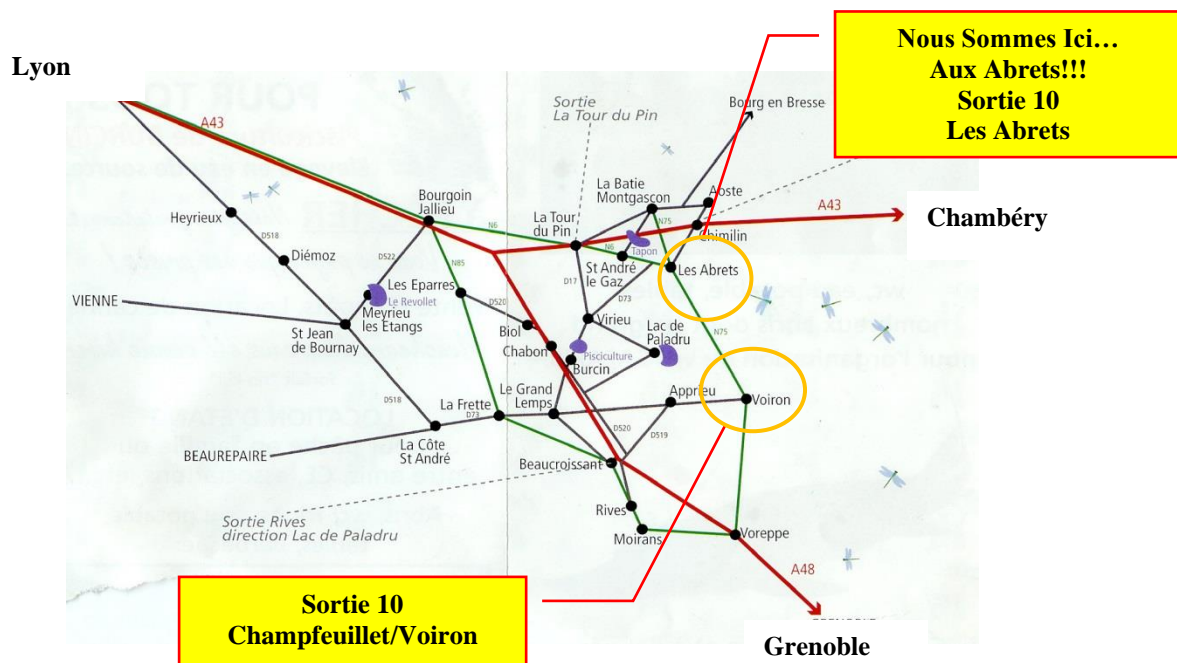 Nous Sommes Ici…
Aux Abrets!!!
Sortie 10
Les Abrets
Lyon
POUR TO
Sortie
La Tour du Pin
Bourg en Bresse
A43
Heyrieux
Bourgoin
Jallieu
La Batie
Montgascon
Aoste
A43
Chambéry
La Tour
du Pin
N6
N75
Chimilin
D518
Diémoz
D522
N85
Tapon
N6
St André
le Gaz
Les Abrets
D17
D73
VIENNE
Les Eparres
Le Revollet
Meyrieu
les Etangs
D520
Virieu
St Jean
de Bournay
Biol
Chabon
Lac de
Paladru
N75
Pisciculture
Burcin
Le Grand
Lemps
Apprieu
Voiron
D518
La Frette
D73
La Côte
St André
D520
D519
BEAUREPAIRE
Beaucroissant
Sortie Rives
direction Lac de Paladru
Rives
Moirans
Voreppe
A48
Sortie 10
Champfeuillet/Voiron
Grenoble